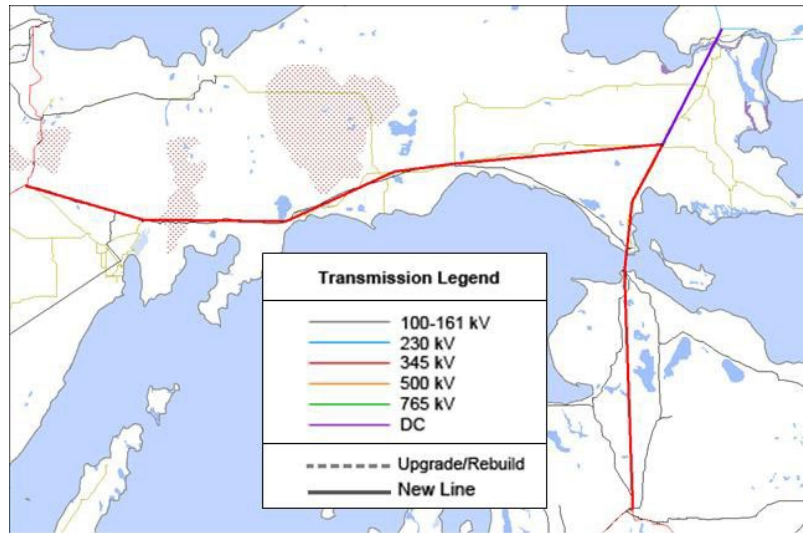 Transmission Legend
100-161 kV
230 kV
345 kV
500 kV
765 kV
DC
Upgrade/Rebuild
New Line